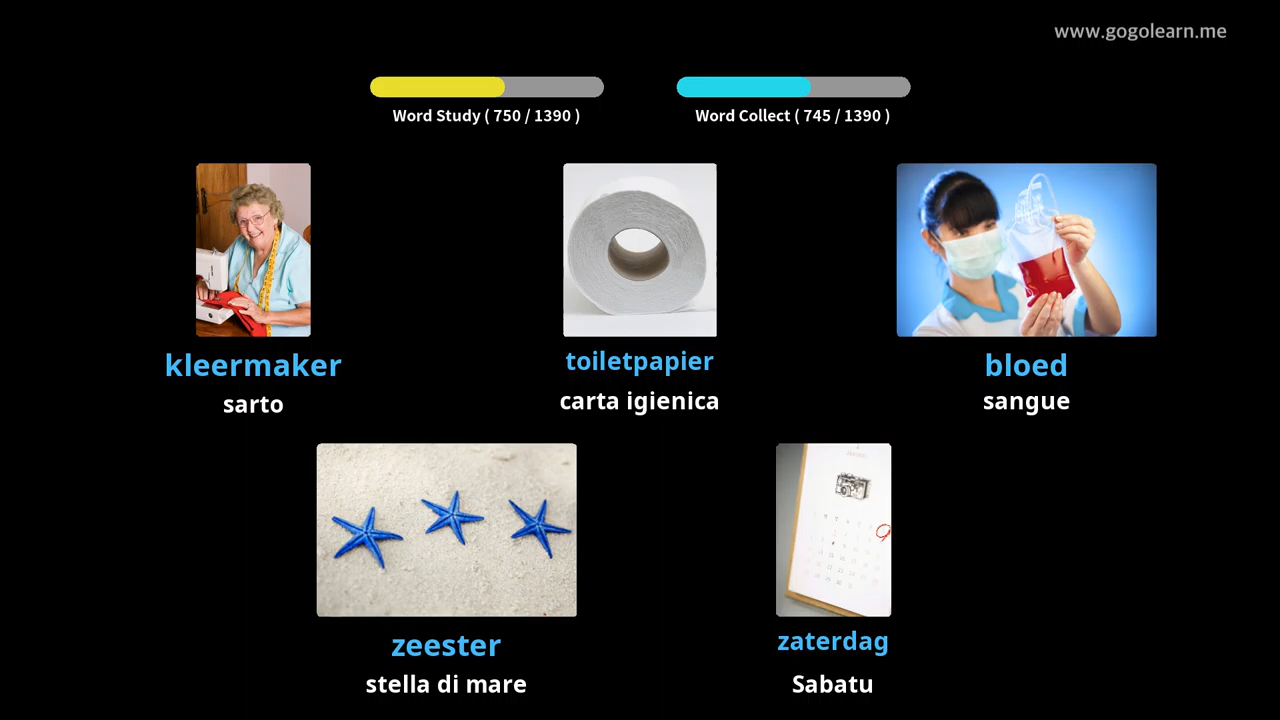 www.gogolearn.me
Word Study ( 750 / 1390 )
Word Collect ( 745 / 1390 )
kleermaker
sarto
toiletpapier
carta igienica
bloed
sangue
zeester
stella di mare
zaterdag
Sabatu